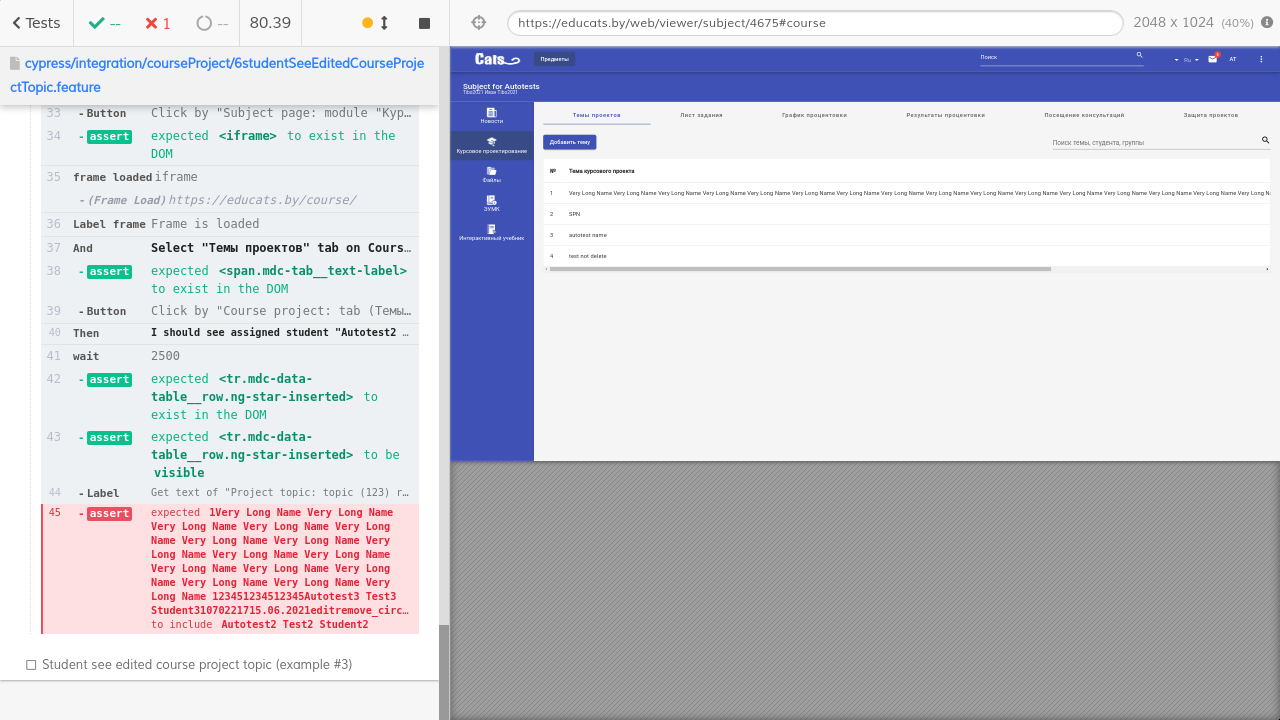 Tests
--
1
--
80.39
https://educats.by/web/viewer/subject/4675#course
2048 x 1024 (40%)
cypress/integration/courseProject/6studentSeeEditedCourseProje
ctTopic.feature
33 -Button Click by "Subject page: module "Кур…
34 -assert expected <iframe> to exist in the
DOM
35 frame loaded iframe
-(Frame Load) https://educats.by/course/
36 Label frame Frame is loaded
37 And Select "Темы проектов" tab on Cours…
38 -assert expected <span.mdc-tab__text-label>
to exist in the DOM
39 -Button Click by "Course project: tab (Темы…
40 Then I should see assigned student "Autotest2 …
41 wait 2500
42 -assert expected <tr.mdc-data-
table__row.ng-star-inserted> to
exist in the DOM
43 -assert expected <tr.mdc-data-
table__row.ng-star-inserted> to be
visible
44 -Label Get text of "Project topic: topic (123) r…
45 -assert expected 1Very Long Name Very Long Name
Very Long Name Very Long Name Very Long
Name Very Long Name Very Long Name Very
Long Name Very Long Name Very Long Name
Very Long Name Very Long Name Very Long
Name Very Long Name Very Long Name Very
Long Name 123451234512345Autotest3 Test3
Student31070221715.06.2021editremove_circ…
to include Autotest2 Test2 Student2
Student see edited course project topic (example #3)
Cats
Предметы
Поиск
Ru
AT
Subject for Autotests
Новости
Курсовое проектирование
Файлы
ЭУМК
Интерактивный учебник
Темы проектов
Лист задания
График процентовки
Результаты процентовки
Посещение консультаций
Защита проектов
Добавить тему
Поиск темы, студента, группы
№ Тема курсового проекта
1 Very Long Name Very Long Name Very Long Name Very Long Name Very Long Name Very Long Name Very Long Name Very Long Name Very Long Name Very Long Name Very Long Name Very Long Name Very Long Name Very Long Name Very Long Name Very Long N
2 SPN
3 autotest name
4 test not delete